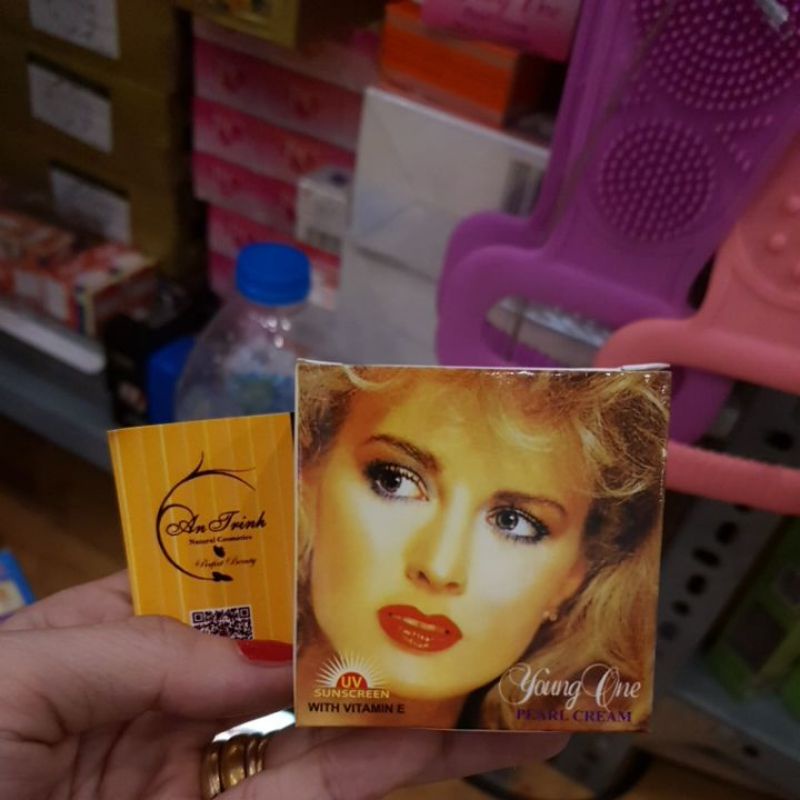 An Trinh
Natural Cosmetics
Perfect Beauty
UV
SUNSCREEN
WITH VITAMIN E
Young One
PEARL CREAM